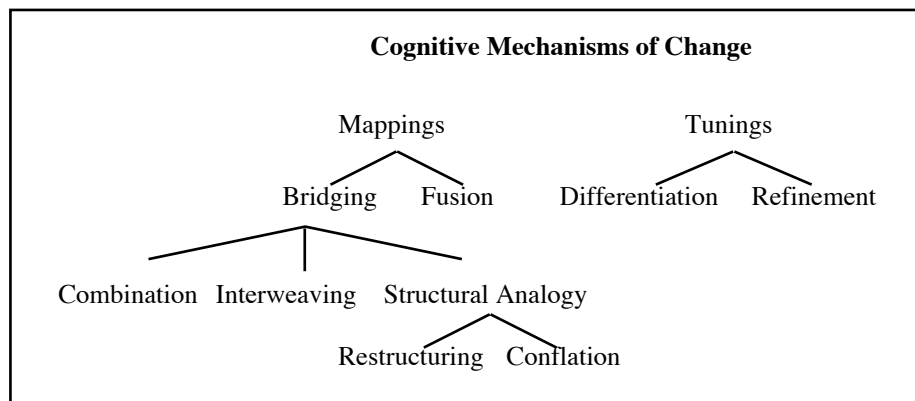 Cognitive Mechanisms of Change
Mappings Tunings
Bridging Fusion Differentiation Refinement
Combination Interweaving Structural Analogy
Restructuring Conflation